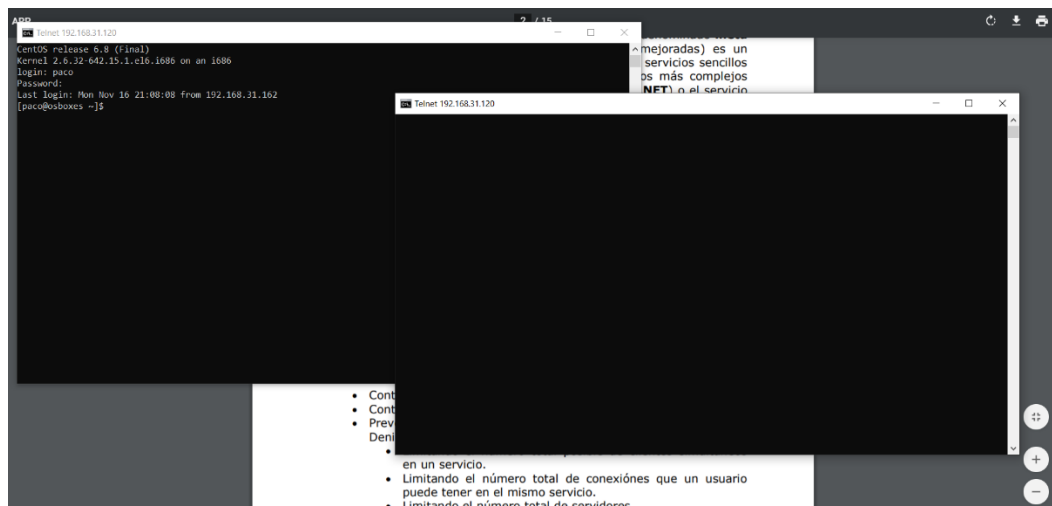 2 / 15
Telnet 192.168.31.120
CentOS release 6.8 (Final)
Kernel 2.6.32-642.15.1.el6.i686 on an i686
login: paco
Password:
Last login: Mon Nov 16 21:08:08 from 192.168.31.162
[paco@osboxes ~]$
mejoradas) es un
servicios sencillos
os más complejos
NET) o el servicio
Telnet 192.168.31.120
• Cont
• Cont
• Prev
Deni
en un servicio.
• Limitando el número total de conexiónes que un usuario
puede tener en el mismo servicio.
• Limitando el número total de servidores